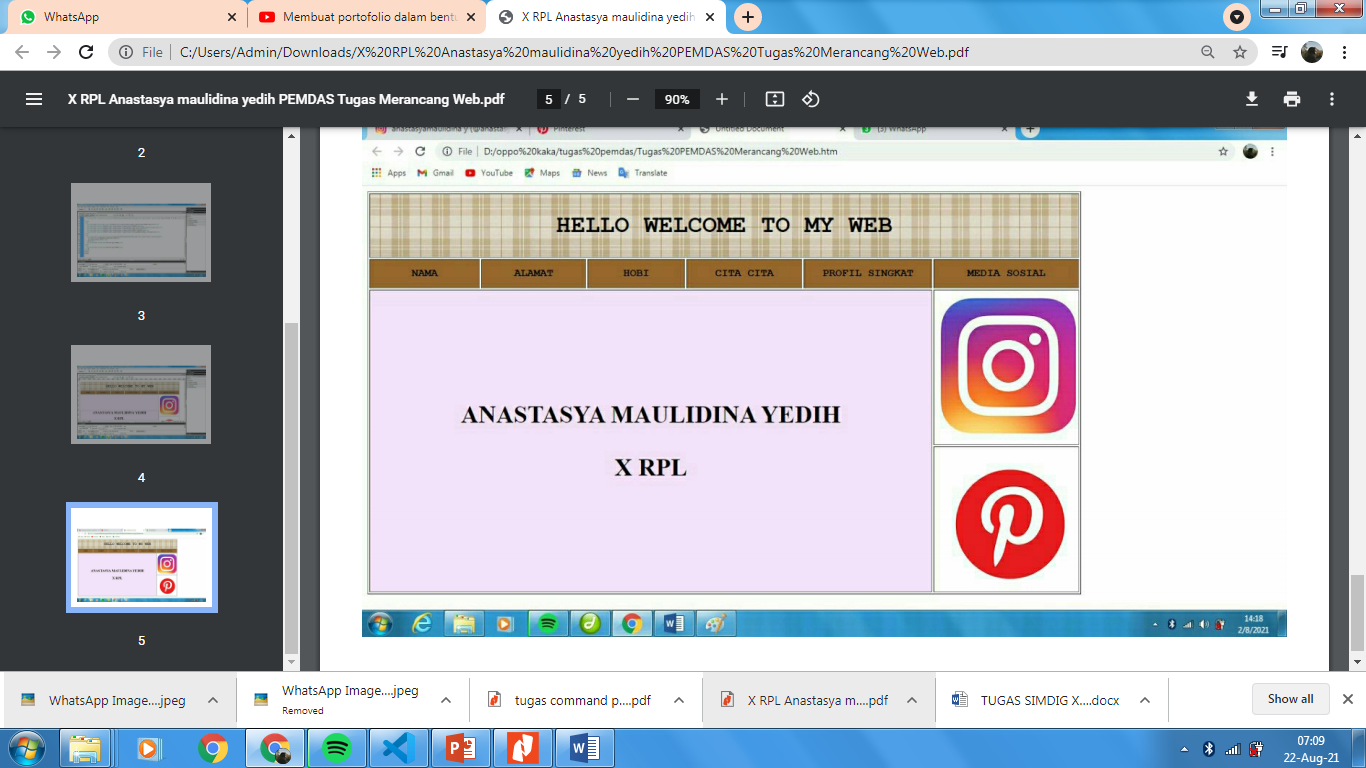 WhatsApp
Membuat portofolio dalam bent
X RPL Anastasya maulidina yedih
File
C:/Users/Admin/Downloads/X%20RPL%20Anastasya%20maulidina%20yedih%20PEMDAS%20Tugas%20Merancang%20Web.pdf
X RPL Anastasya maulidina yedih PEMDAS Tugas Merancang Web.pdf
5 / 5
90%
2
3
4
5
anastasyamaulidina y (@anasta
Pinterest
Untitled Document
(3) WhatsApp
File
D:/oppo%20kaka/tugas%20pemdas/Tugas%20PEMDAS%20Merancang%20Web.htm
Apps Gmail YouTube Maps News Translate
HELLO WELCOME TO MY WEB
NAMA ALAMAT HOBI CITA CITA PROFIL SINGKAT MEDIA SOSIAL
ANASTASYA MAULIDINA YEDIH
X RPL
14:18
2/8/2021
WhatsApp Image....jpeg
WhatsApp Image....jpeg
Removed
tugas command p....pdf
X RPL Anastasya m....pdf
TUGAS SIMDIG X....docx
Show all
07:09
22-Aug-21